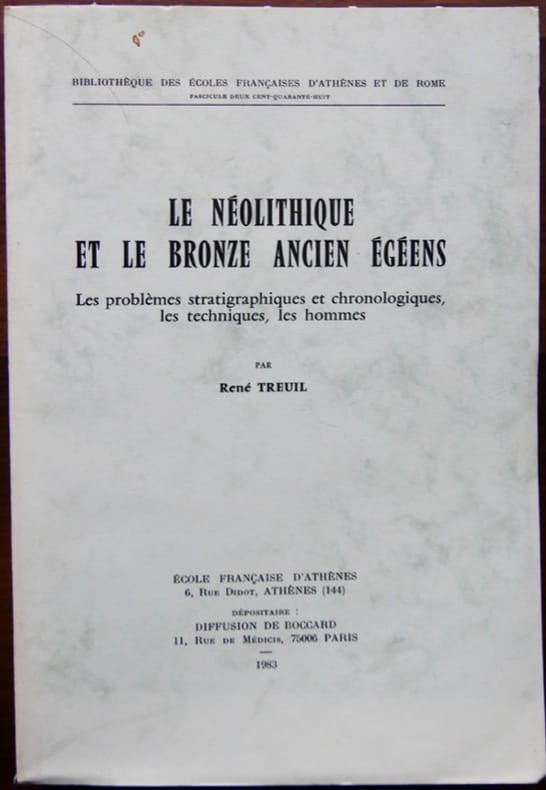 BIBLIOTHÈQUE DES ÉCOLES FRANÇAISES D'ATHÈNES ET DE ROME
FASCICULE DEUX CENT-QUARANTE-HUIT
LE NÉOLITHIQUE
ET LE BRONZE ANCIEN ÉGÉENS
Les problèmes stratigraphiques et chronologiques,
les techniques, les hommes
PAR
René TREUIL
ÉCOLE FRANÇAISE D'ATHÈNES
6, Rue Didot, ATHÈNES (144)
DÉPOSITAIRE :
DIFFUSION DE BOCCARD
11, Rue de Médicis, 75006 PARIS
1983